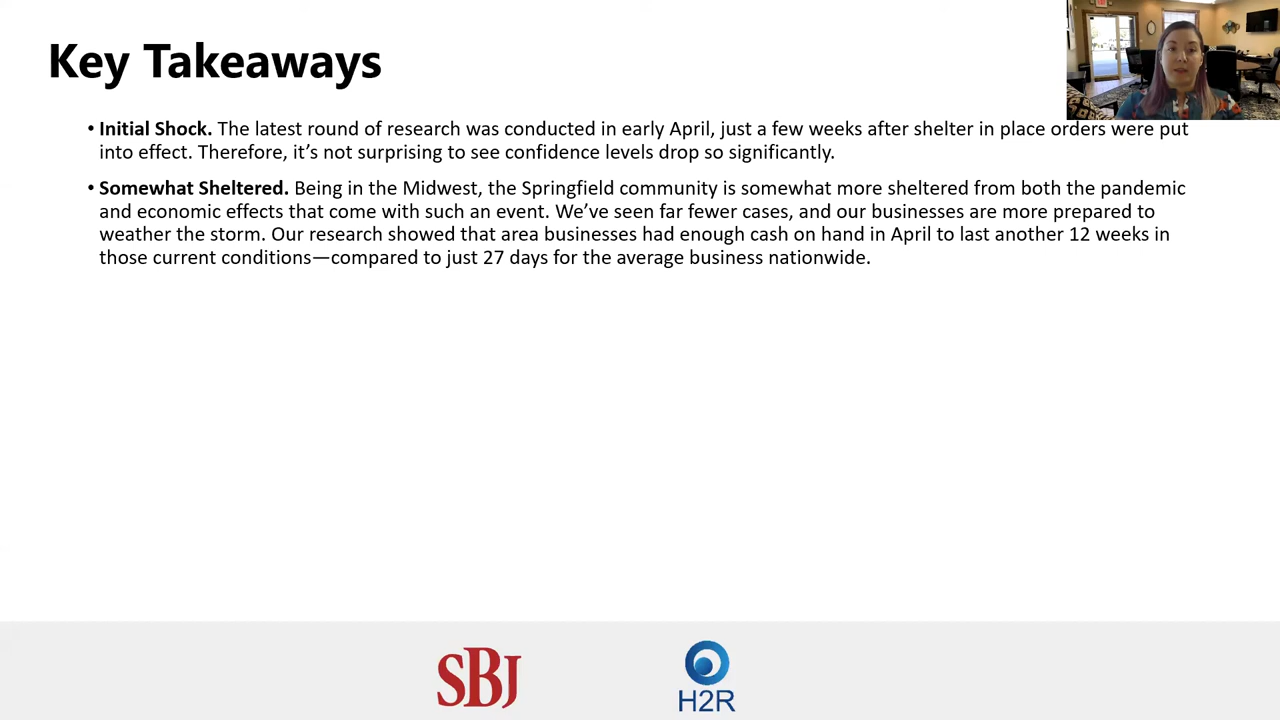 Key Takeaways
• Initial Shock. The latest round of research was conducted in early April, just a few weeks after shelter in place orders were put
into effect. Therefore, it’s not surprising to see confidence levels drop so significantly.
• Somewhat Sheltered. Being in the Midwest, the Springfield community is somewhat more sheltered from both the pandemic
and economic effects that come with such an event. We’ve seen far fewer cases, and our businesses are more prepared to
weather the storm. Our research showed that area businesses had enough cash on hand in April to last another 12 weeks in
those current conditions—compared to just 27 days for the average business nationwide.
SBJ
H2R